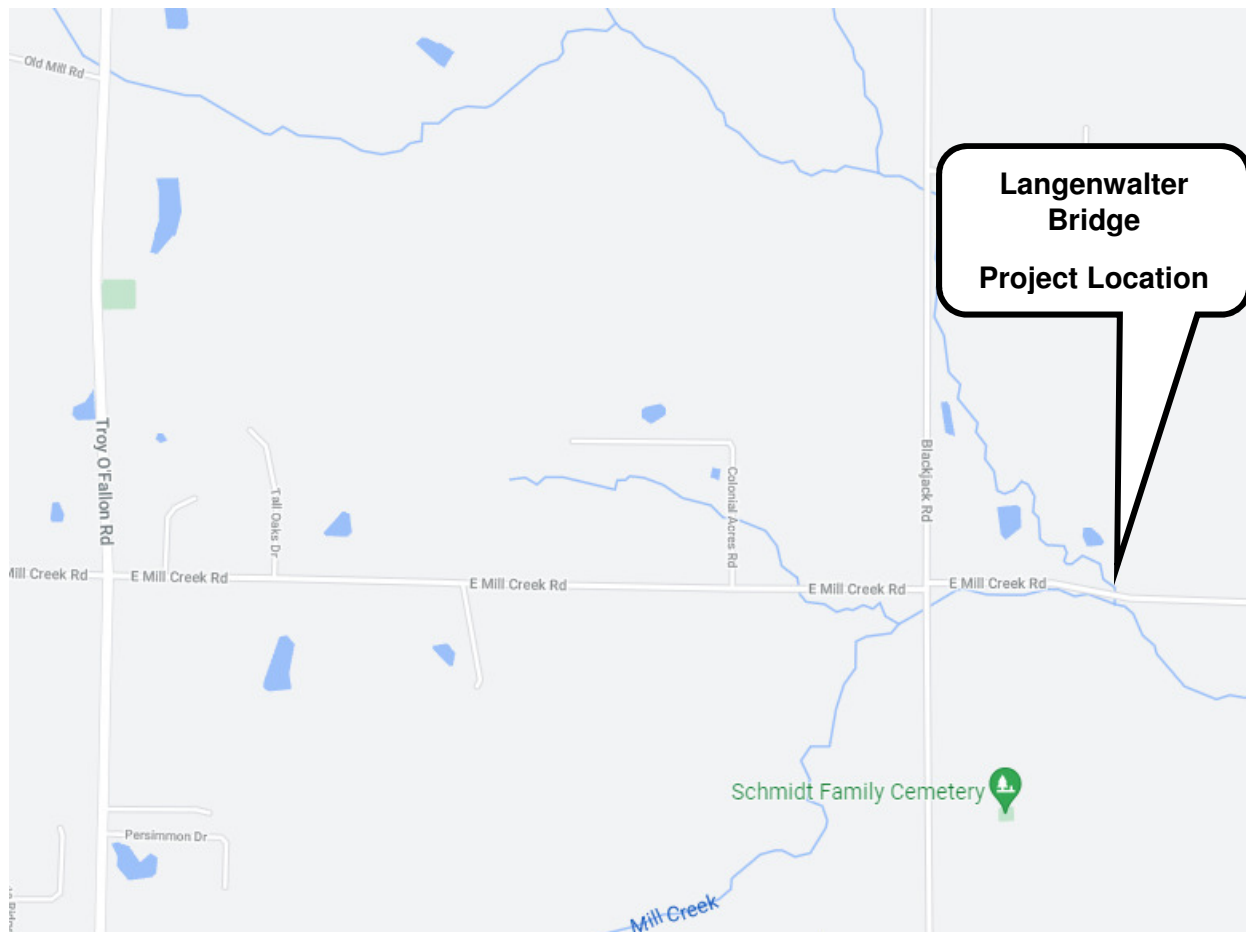 Old Mill Rd
Langenwalter
Bridge
Project Location
Troy O'Fallon Rd
Tall Oaks Dr
Colonial Acres Rd
Blackjack Rd
Mill Creek Rd
E Mill Creek Rd
E Mill Creek Rd
E Mill Creek Rd
E Mill Creek Rd
Schmidt Family Cemetery
Persimmon Dr
Mill Creek